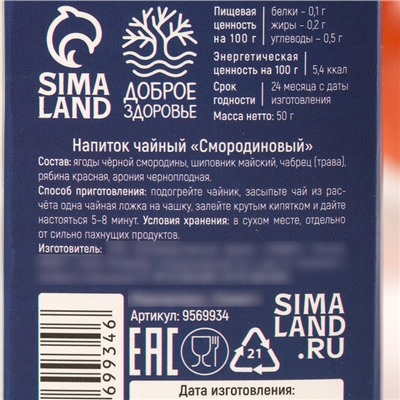 Пищевая ценность на 100 г
белки - 0,1 г
жиры - 0,2 г
углеводы - 0,5 г
Энергетическая ценность на 100 г
5,4 ккал
Срок годности
24 месяца с даты изготовления
Масса нетто: 50 г
SIMA LAND
ДОБРОЕ ЗДОРОВЬЕ
Напиток чайный «Смородиновый»
Состав: ягоды чёрной смородины, шиповник майский, чабрец (трава),
рябина красная, арония черноплодная.
Способ приготовления: подогрейте чайник, засыпьте чай из рас-
чёта одна чайная ложка на чашку, залейте крутым кипятком и дайте
настояться 5-8 минут. Условия хранения: в сухом месте, отдельно
от сильно пахнущих продуктов.
Изготовитель:
Артикул: 9569934
SIMA
LAND
.RU
EAC
21
699346
Дата изготовления: